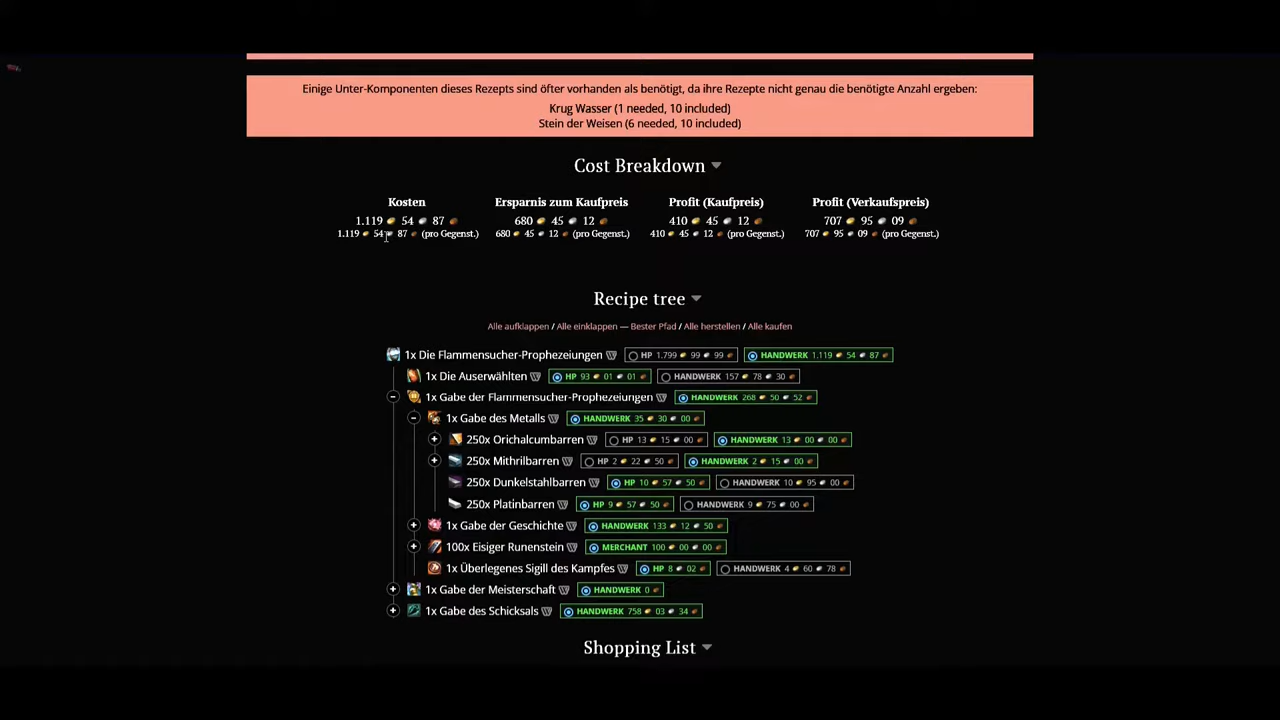 Einige Unter-Komponenten dieses Rezepts sind öfter vorhanden als benötigt, da ihre Rezepte nicht genau die benötigte Anzahl ergeben:
Krug Wasser (1 needed, 10 included)
Stein der Weisen (6 needed, 10 included)
Cost Breakdown
Kosten Ersparnis zum Kaufpreis Profit (Kaufpreis) Profit (Verkaufspreis)
1.119 54 87 680 45 12 410 45 12 707 95 09
1.119 54 87 (pro Gegenst.) 680 45 12 (pro Gegenst.) 410 45 12 (pro Gegenst.) 707 95 09 (pro Gegenst.)
Recipe tree
Alle aufklappen / Alle einklappen — Bester Pfad / Alle herstellen / Alle kaufen
1x Die Flammensucher-Prophezeiungen HP 1.799 99 99 HANDWERK 1.119 54 87
1x Die Auserwählten HP 93 01 01 HANDWERK 157 78 30
1x Gabe der Flammensucher-Prophezeiungen HANDWERK 268 50 52
1x Gabe des Metalls HANDWERK 35 30 00
250x Orichalcumbarren HP 13 15 00 HANDWERK 13 00 00
250x Mithrilbarren HP 2 22 50 HANDWERK 2 15 00
250x Dunkelstahlbarren HP 10 57 50 HANDWERK 10 95 00
250x Platinbarren HP 9 57 50 HANDWERK 9 75 00
1x Gabe der Geschichte HANDWERK 133 12 50
100x Eisiger Runenstein MERCHANT 100 00 00
1x Überlegenes Sigill des Kampfes HP 8 02 HANDWERK 4 60 78
1x Gabe der Meisterschaft HANDWERK 0
1x Gabe des Schicksals HANDWERK 758 03 34
Shopping List